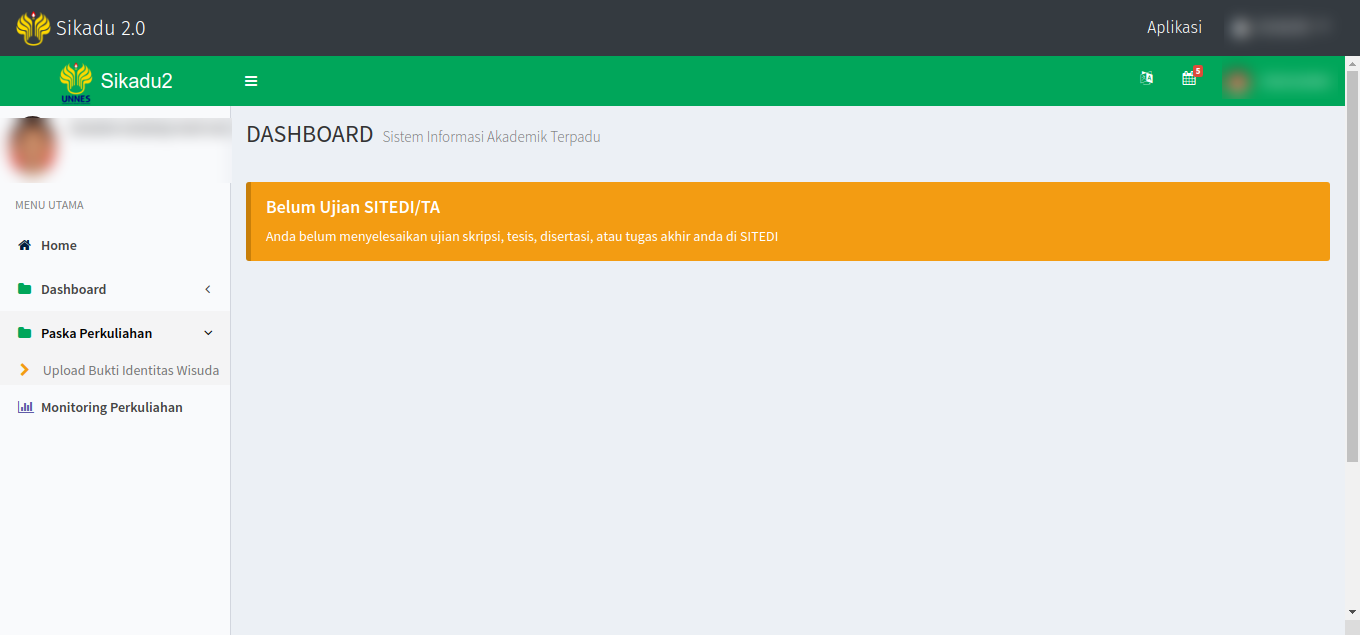 Sikadu 2.0
Aplikasi
UNNES
Sikadu2
5
DASHBOARD Sistem Informasi Akademik Terpadu
MENU UTAMA
Home
Dashboard
Paska Perkuliahan
Upload Bukti Identitas Wisuda
Monitoring Perkuliahan
Belum Ujian SITEDI/TA
Anda belum menyelesaikan ujian skripsi, tesis, disertasi, atau tugas akhir anda di SITEDI